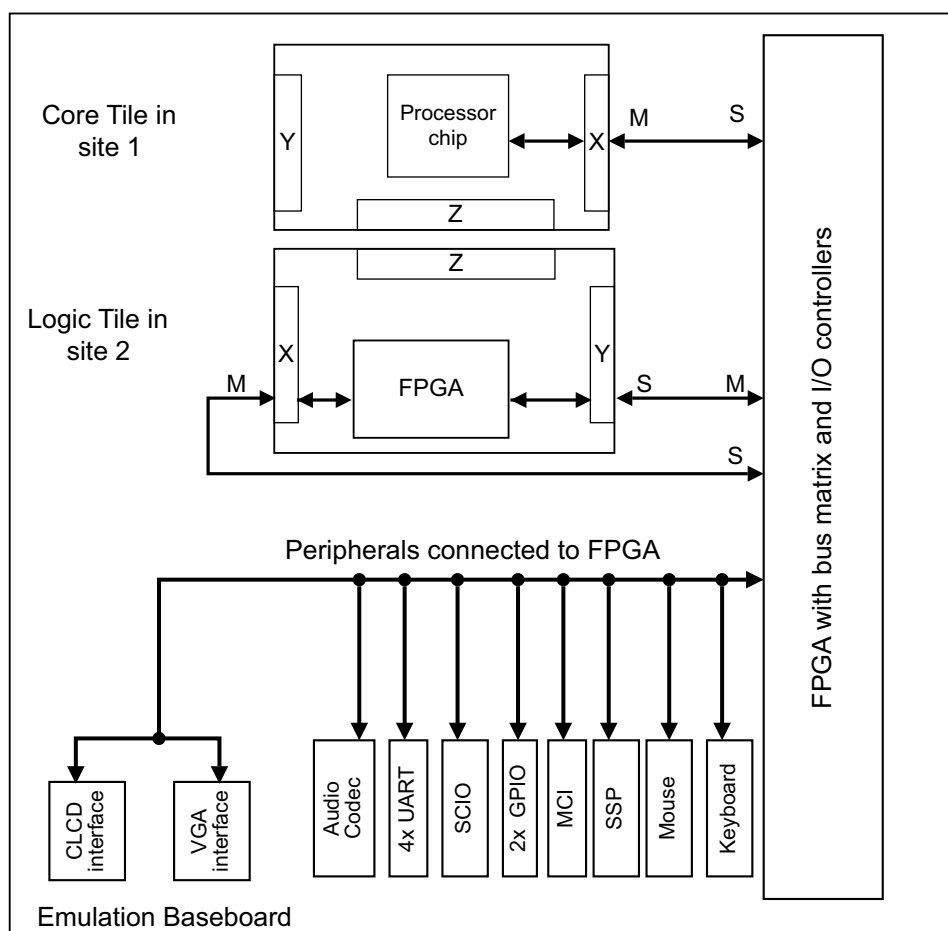 Core Tile in
site 1
Y
Processor
chip
X
M
S
Z
Z
Logic Tile in
site 2
X
Y
FPGA
M
S
M
S
FPGA with bus matrix and I/O controllers
Peripherals connected to FPGA
CLCD
interface
VGA
interface
Audio
Codec
4x UART
SCIO
2x GPIO
MCI
SSP
Mouse
Keyboard
Emulation Baseboard